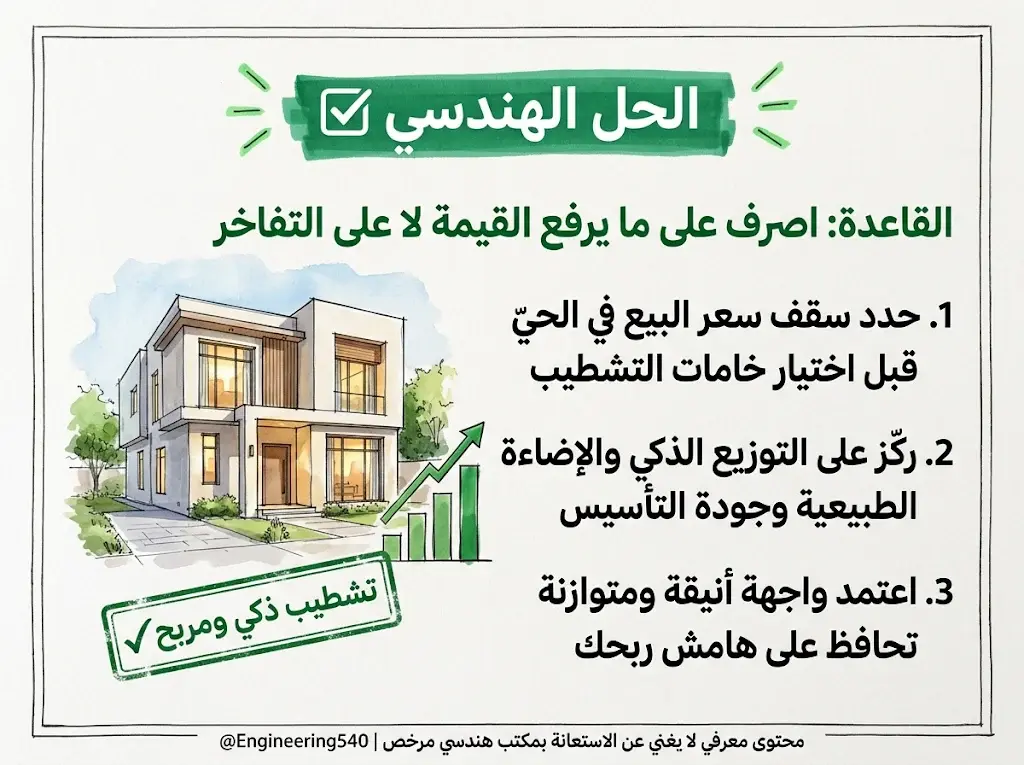 الحل الهندسي
القاعدة: اصرف على ما يرفع القيمة لا على التفاخر
1. حدد سقف سعر البيع في الحيّ
قبل اختيار خامات التشطيب
2. ركّز على التوزيع الذكي والإضاءة
الطبيعية وجودة التأسيس
3. اعتمد واجهة أنيقة ومتوازنة
تحافظ على هامش ربحك
تشطيب ذكي ومربح ✓
محتوى معرفي لا يغني عن الاستعانة بمكتب هندسي مرخص | @Engineering540